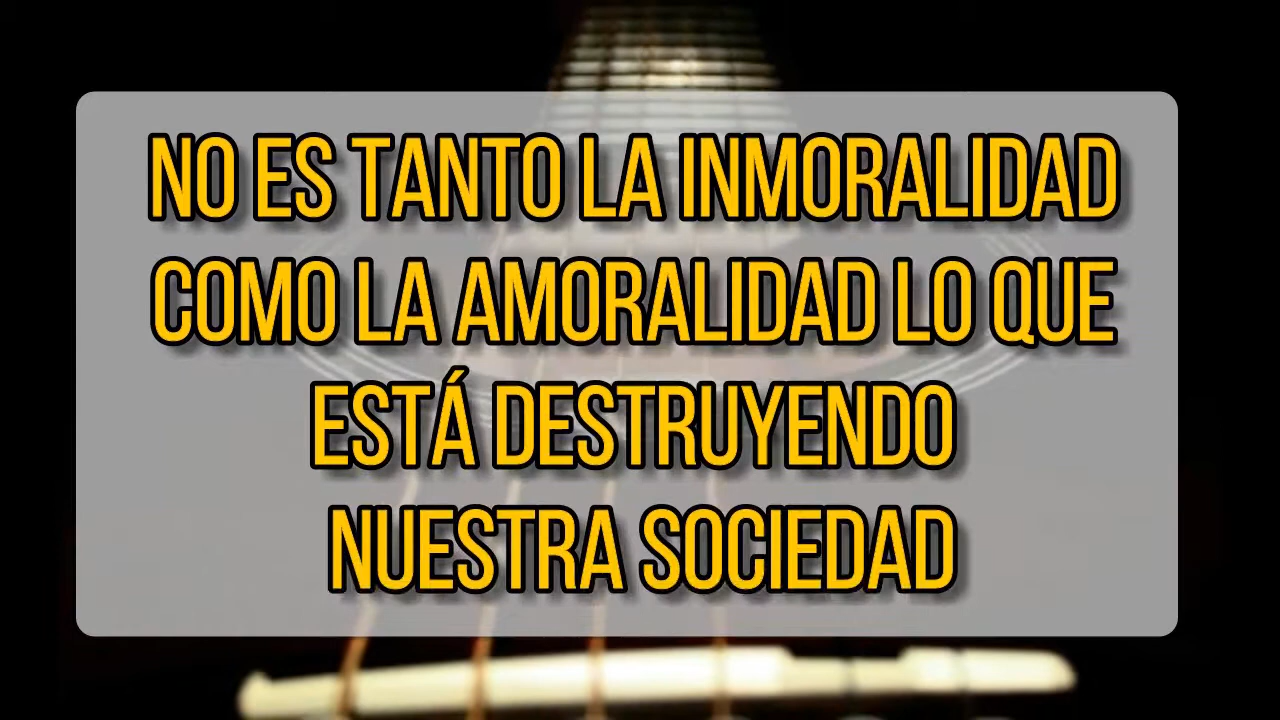 NO ES TANTO LA INMORALIDAD
COMO LA AMORALIDAD LO QUE
ESTÁ DESTRUYENDO
NUESTRA SOCIEDAD